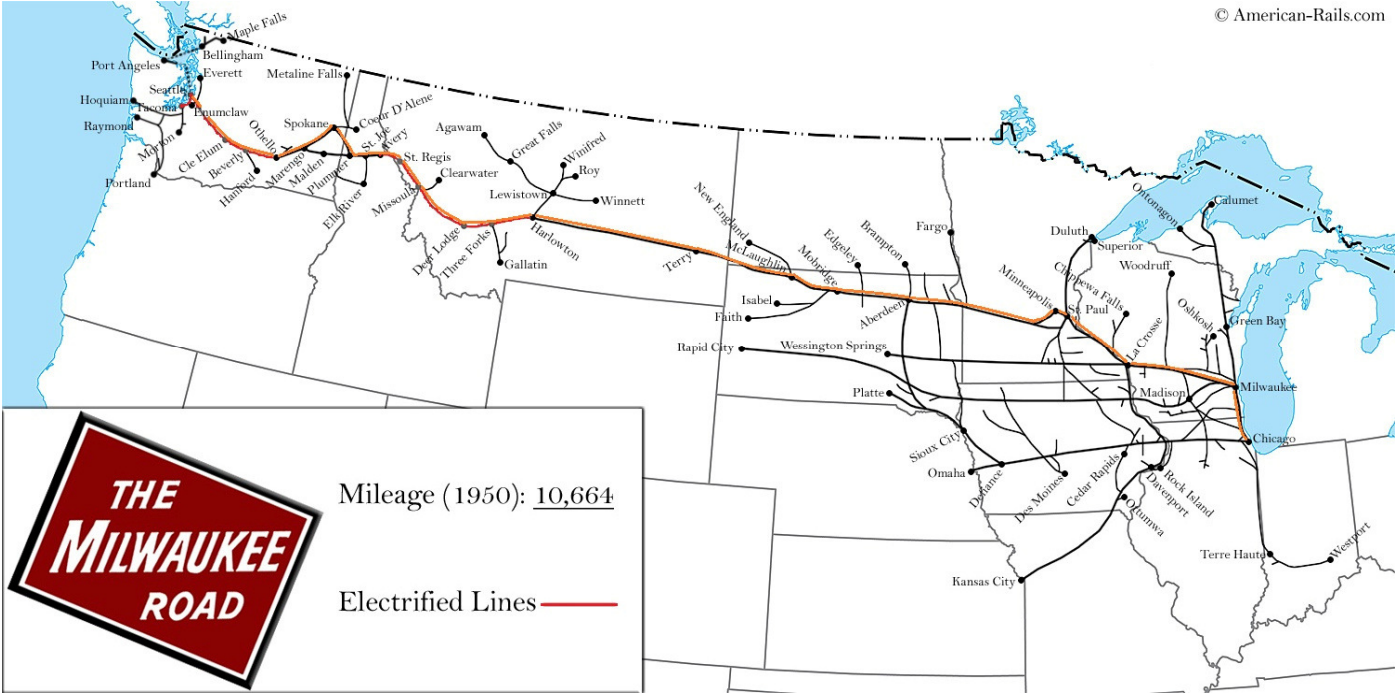 © American-Rails.com
Maple Falls
Bellingham
Port Angeles
Everett
Metaline Falls
Seattle
Hoquiam
Tacoma
Enumclaw
Raymond
Morton
Portland
Cle Elum
Beverly
Hanford
Othello
Marengo
Malden
Plummer
Spokane
Coeur D'Alene
St. Joe
Avery
Elk River
St. Regis
Clearwater
Missoula
Deer Lodge
Three Forks
Gallatin
Agawam
Great Falls
Winifred
Roy
Lewistown
Winnett
Harlowton
Terry
New England
McLaughlin
Mobridge
Isabel
Faith
Edgeley
Brampton
Aberdeen
Fargo
Rapid City
Wessington Springs
Platte
Minneapolis
St. Paul
Duluth
Superior
Chippewa Falls
Woodruff
Ontonagon
Calumet
Oshkosh
Green Bay
La Crosse
Madison
Milwaukee
Chicago
Sioux City
Omaha
Defiance
Des Moines
Cedar Rapids
Rock Island
Davenport
Ottumwa
Kansas City
Terre Haute
Westport
THE
MILWAUKEE
ROAD
Mileage (1950): 10,664
Electrified Lines